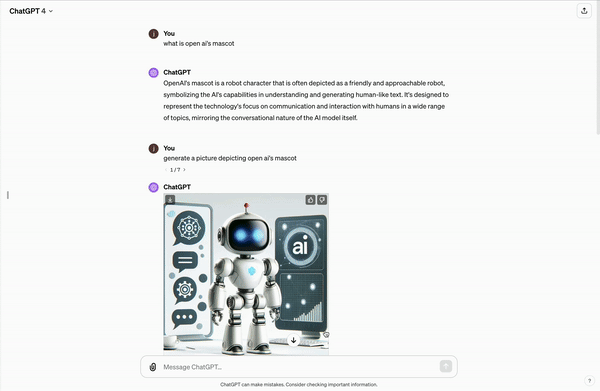 ChatGPT 4
You
what is open ai's mascot
ChatGPT
OpenAI's mascot is a robot character that is often depicted as a friendly and approachable robot,
symbolizing the AI's capabilities in understanding and generating human-like text. It's designed to
represent the technology's focus on communication and interaction with humans in a wide range
of topics, mirroring the conversational nature of the AI model itself.
You
generate a picture depicting open ai's mascot
1 / 7
ChatGPT
ai
Message ChatGPT...
ChatGPT can make mistakes. Consider checking important information.
?